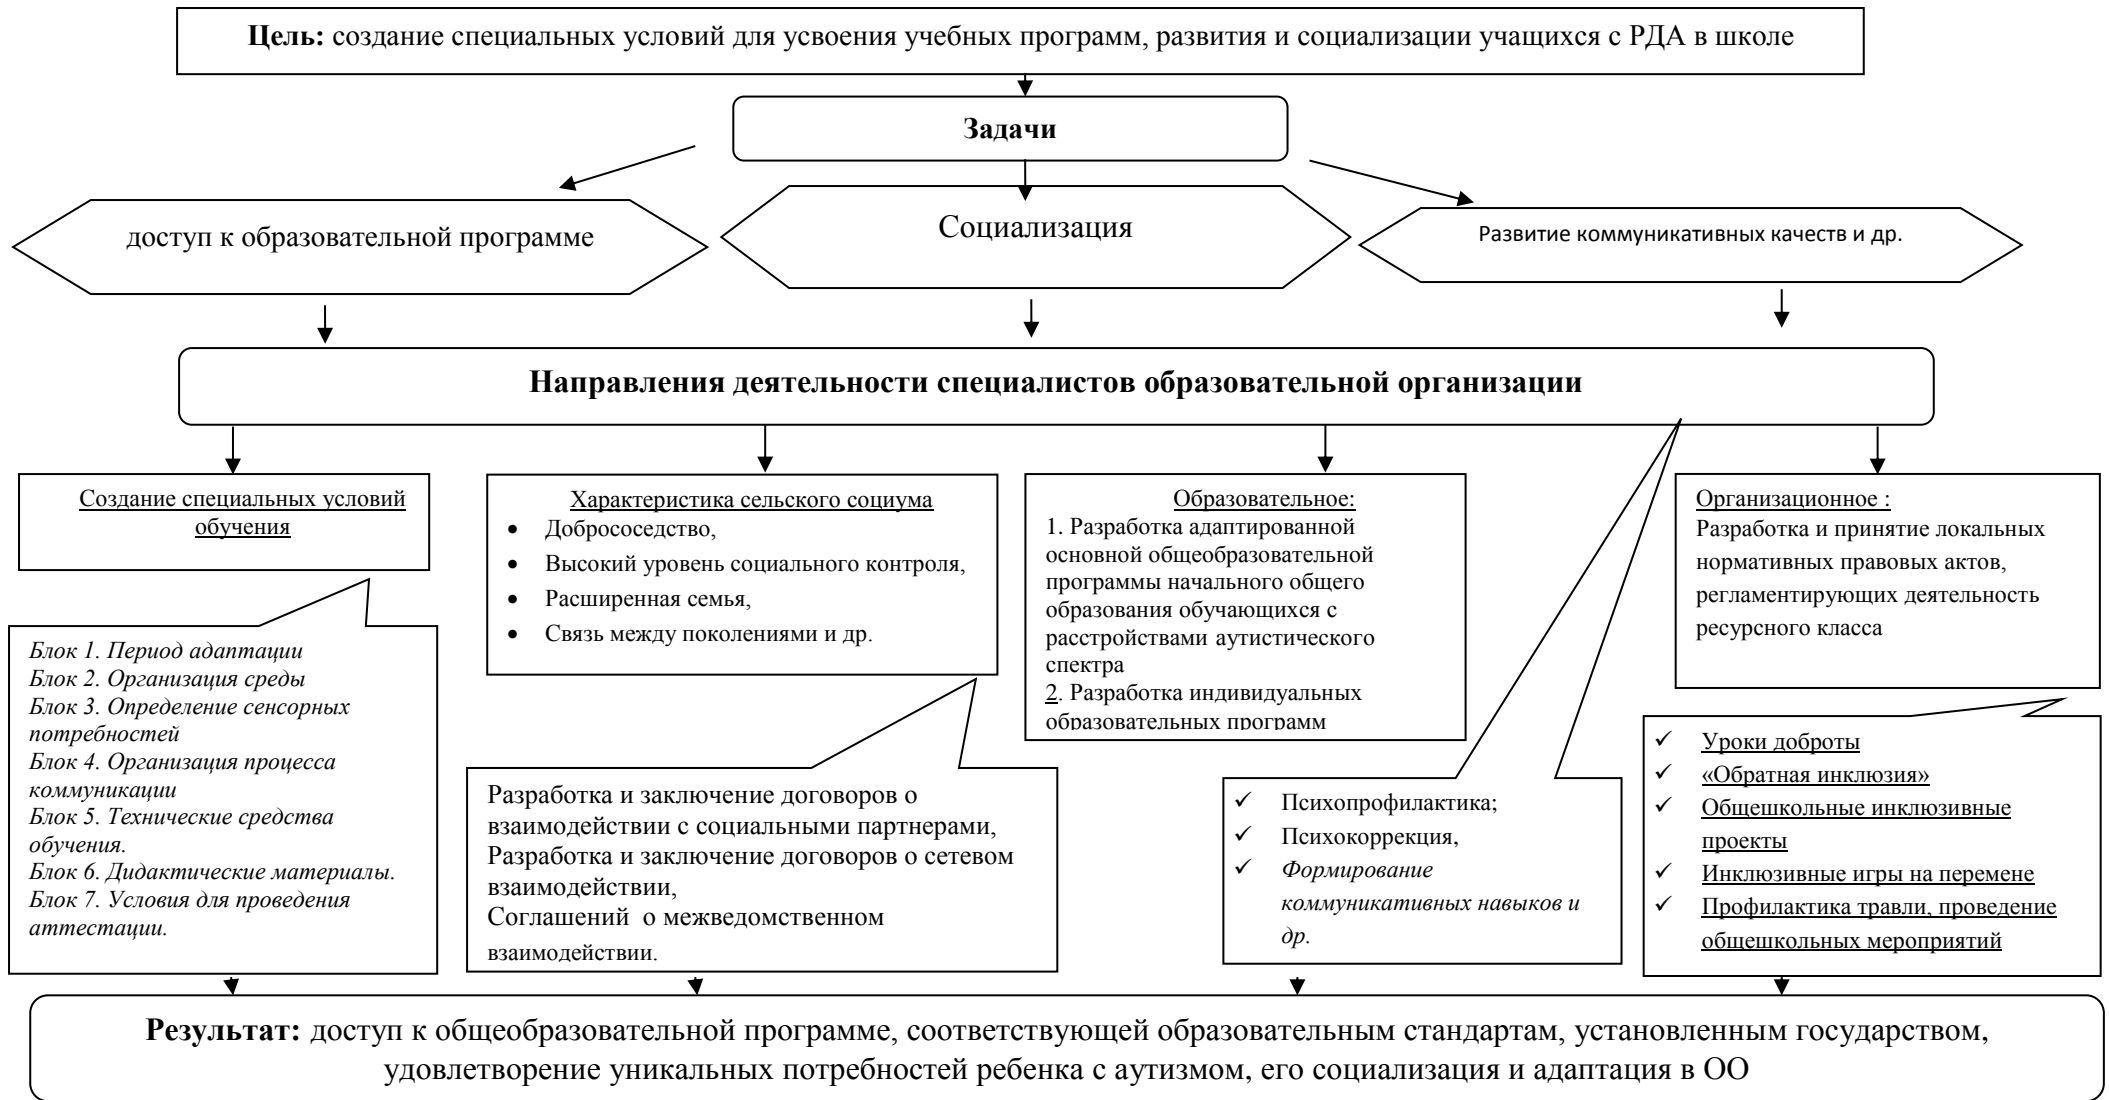 Цель: создание специальных условий для усвоения учебных программ, развития и социализации учащихся с РДА в школе
Задачи
доступ к образовательной программе
Социализация
Развитие коммуникативных качеств и др.
Направления деятельности специалистов образовательной организации
Создание специальных условий
обучения
Характеристика сельского социума
• Добрососедство,
• Высокий уровень социального контроля,
• Расширенная семья,
• Связь между поколениями и др.
Образовательное:
1. Разработка адаптированной
основной общеобразовательной
программы начального общего
образования обучающихся с
расстройствами аутистического
спектра
2. Разработка индивидуальных
образовательных программ
Организационное :
Разработка и принятие локальных
нормативных правовых актов,
регламентирующих деятельность
ресурсного класса
Блок 1. Период адаптации
Блок 2. Организация среды
Блок 3. Определение сенсорных
потребностей
Блок 4. Организация процесса
коммуникации
Блок 5. Технические средства
обучения.
Блок 6. Дидактические материалы.
Блок 7. Условия для проведения
аттестации.
Разработка и заключение договоров о
взаимодействии с социальными партнерами,
Разработка и заключение договоров о сетевом
взаимодействии,
Соглашений о межведомственном
взаимодействии.
✓ Психопрофилактика;
✓ Психокоррекция,
✓ Формирование
коммуникативных навыков и
др.
✓ Уроки доброты
✓ «Обратная инклюзия»
✓ Общешкольные инклюзивные
проекты
✓ Инклюзивные игры на перемене
✓ Профилактика травли, проведение
общешкольных мероприятий
Результат: доступ к общеобразовательной программе, соответствующей образовательным стандартам, установленным государством,
удовлетворение уникальных потребностей ребенка с аутизмом, его социализация и адаптация в ОО